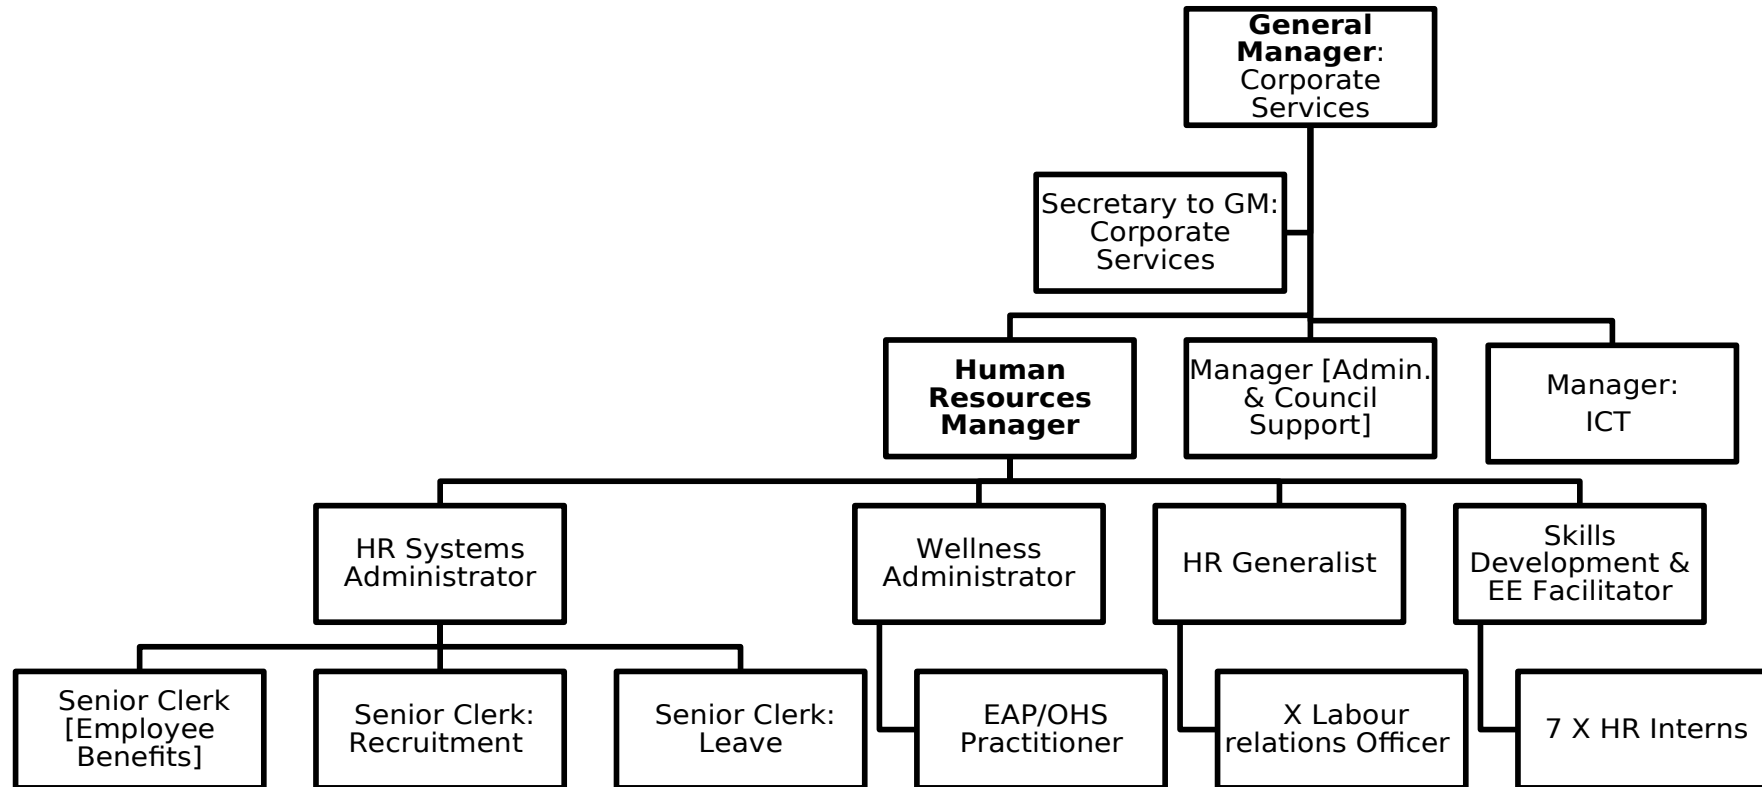 General
Manager:
Corporate
Services
Secretary to GM:
Corporate
Services
Human
Resources
Manager
Manager [Admin.
& Council
Support]
Manager:
ICT
HR Systems
Administrator
Wellness
Administrator
HR Generalist
Skills
Development &
EE Facilitator
Senior Clerk
[Employee
Benefits]
Senior Clerk:
Recruitment
Senior Clerk:
Leave
EAP/OHS
Practitioner
X Labour
relations Officer
7 X HR Interns